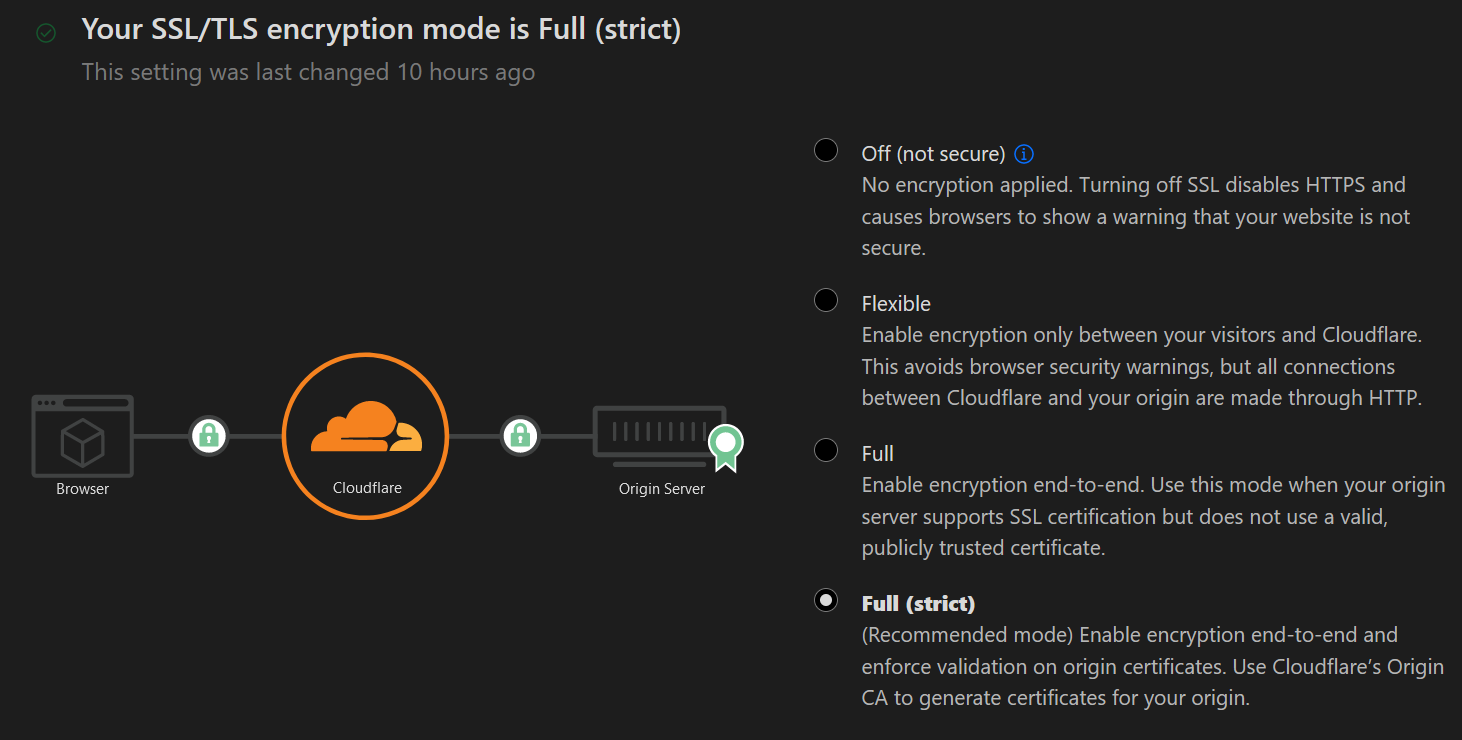 Your SSL/TLS encryption mode is Full (strict)
This setting was last changed 10 hours ago
Off (not secure)
No encryption applied. Turning off SSL disables HTTPS and
causes browsers to show a warning that your website is not
secure.
Flexible
Enable encryption only between your visitors and Cloudflare.
This avoids browser security warnings, but all connections
between Cloudflare and your origin are made through HTTP.
Browser
Cloudflare
Origin Server
Full
Enable encryption end-to-end. Use this mode when your origin
server supports SSL certification but does not use a valid,
publicly trusted certificate.
Full (strict)
(Recommended mode) Enable encryption end-to-end and
enforce validation on origin certificates. Use Cloudflare’s Origin
CA to generate certificates for your origin.